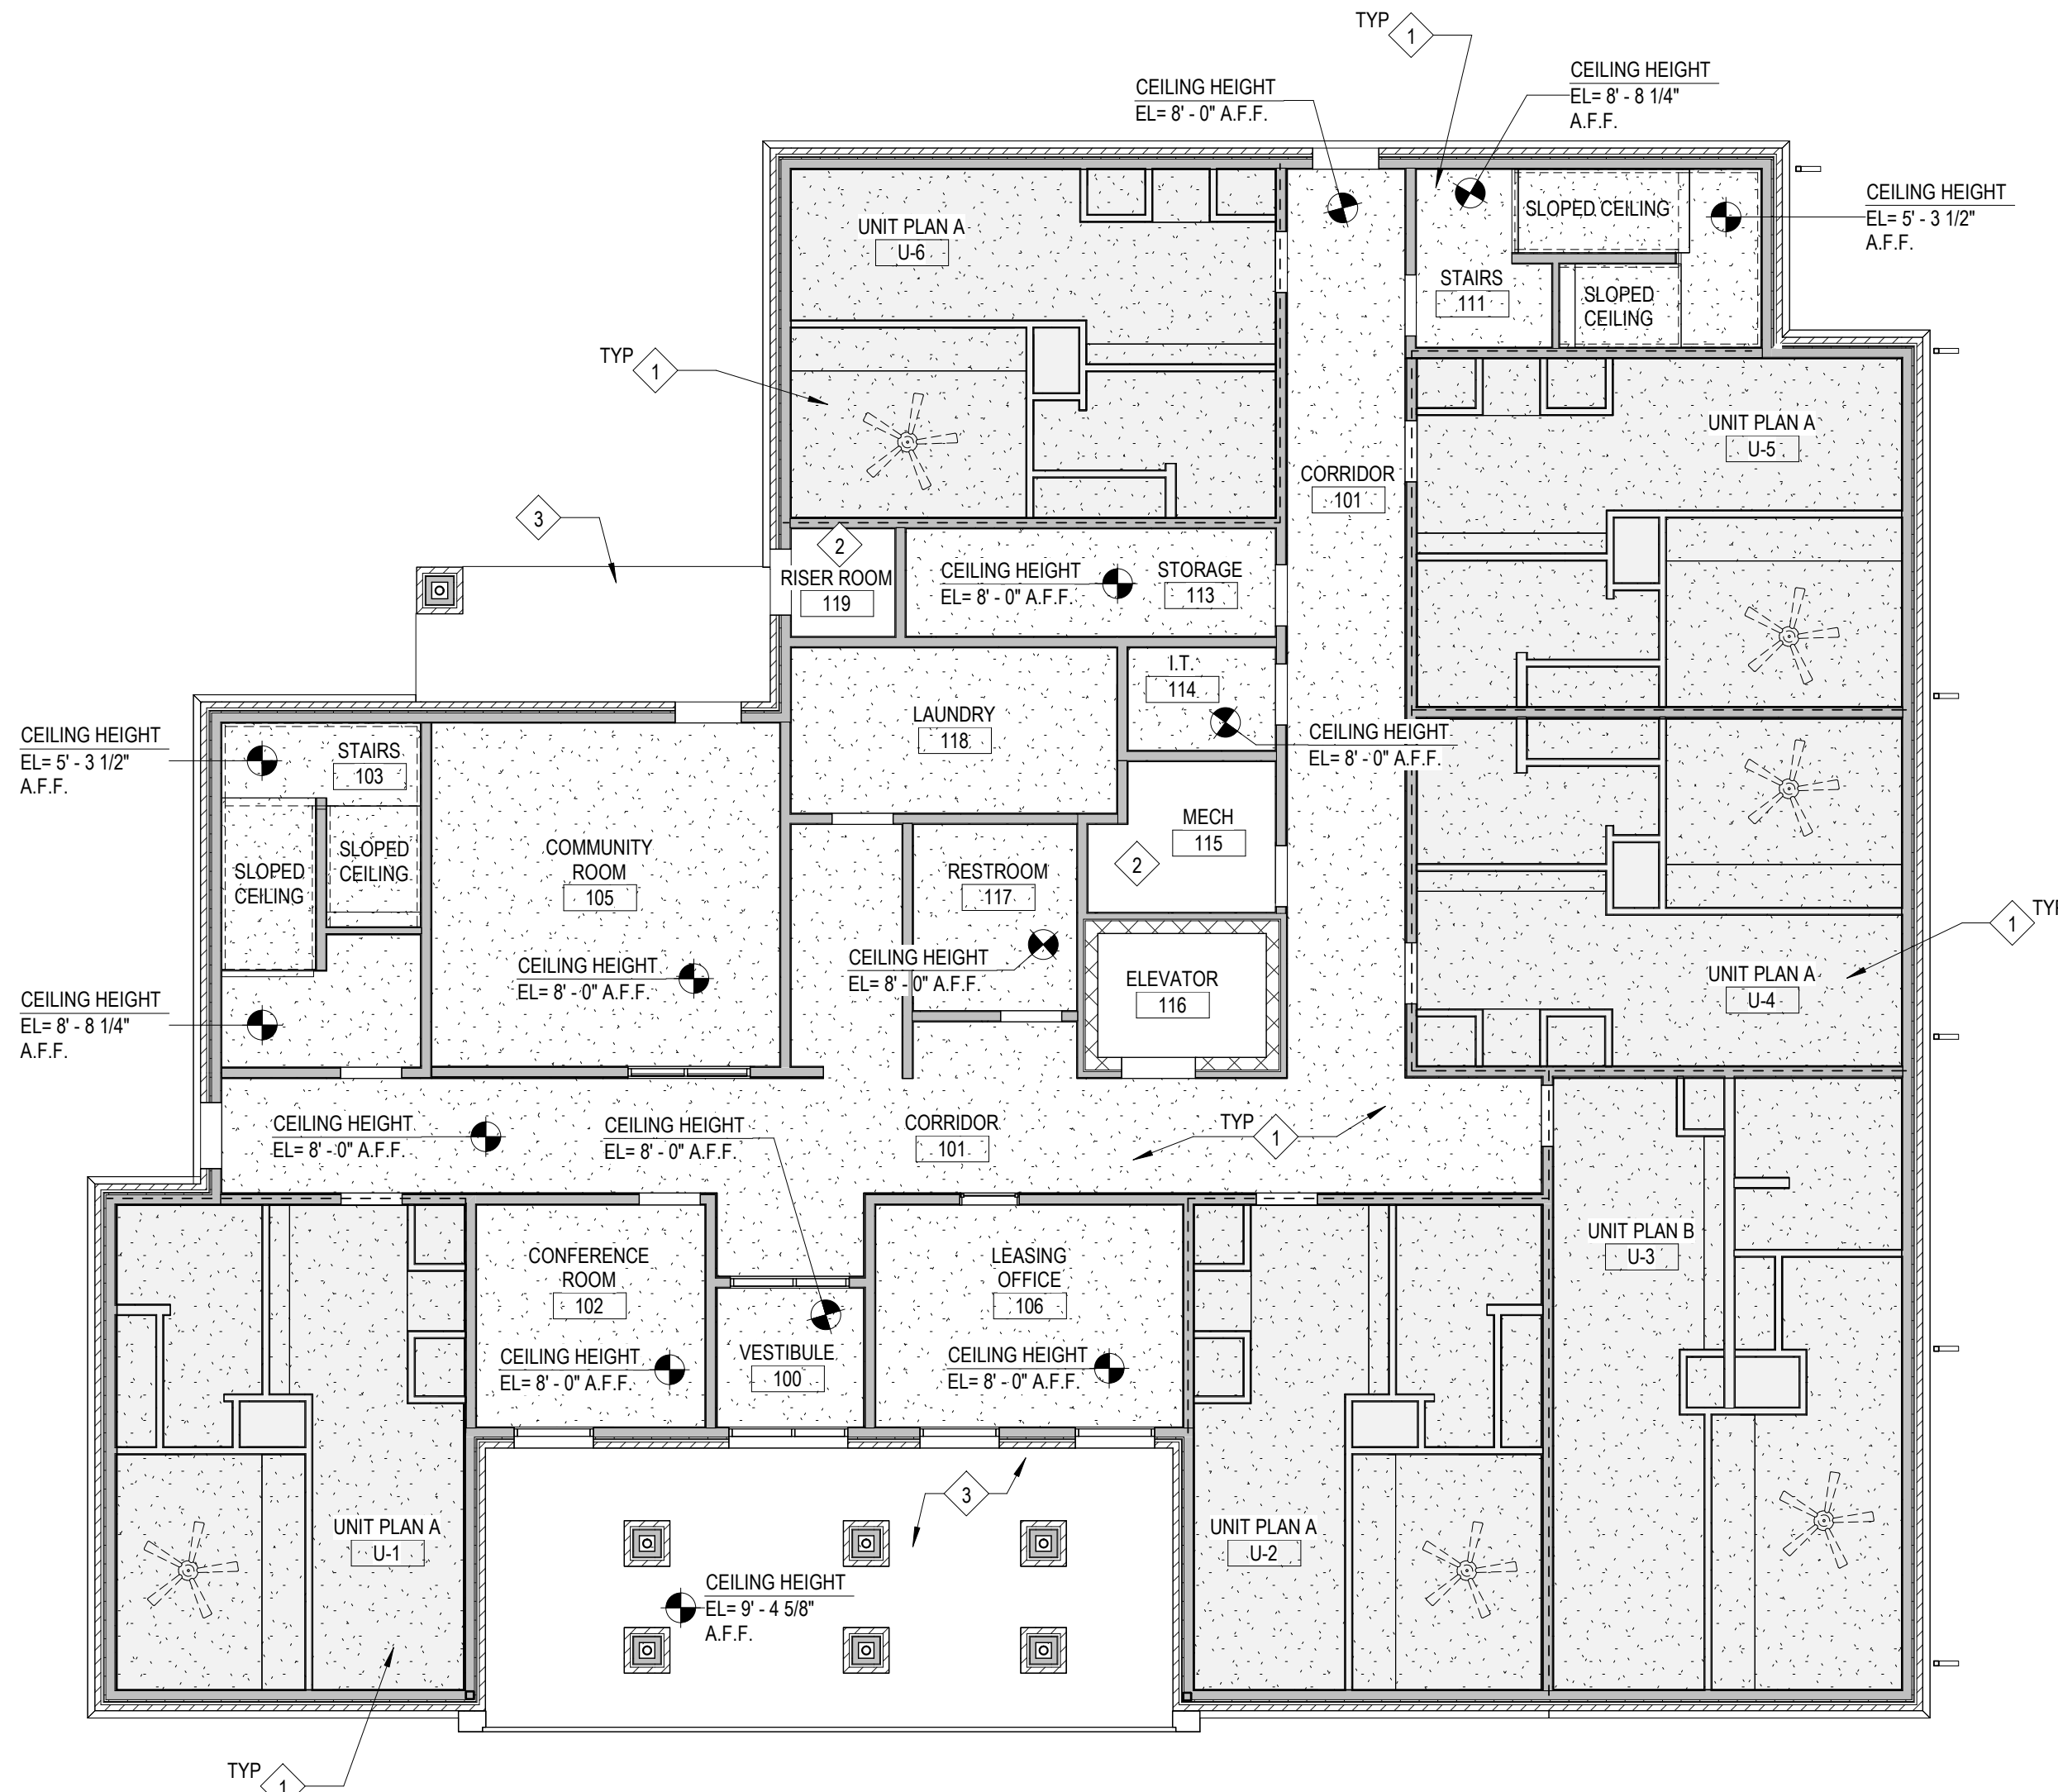 TYP
1
CEILING HEIGHT
EL= 8' - 8 1/4"
A.F.F.
CEILING HEIGHT
EL= 8' - 0" A.F.F.
CEILING HEIGHT
EL= 5' - 3 1/2"
A.F.F.
SLOPED CEILING
UNIT PLAN A
U-6
STAIRS
111
SLOPED
CEILING
TYP
1
UNIT PLAN A
U-5
CORRIDOR
101
3
2
RISER ROOM
119
CEILING HEIGHT
EL= 8' - 0" A.F.F.
STORAGE
113
I.T.
114
LAUNDRY
118
CEILING HEIGHT
EL= 8' - 0" A.F.F.
CEILING HEIGHT
EL= 5' - 3 1/2"
A.F.F.
STAIRS
103
MECH
115
2
COMMUNITY
ROOM
105
SLOPED
CEILING
SLOPED
CEILING
RESTROOM
117
1
TYP
CEILING HEIGHT
EL= 8' - 0" A.F.F.
CEILING HEIGHT
EL= 8' - 0" A.F.F.
ELEVATOR
116
UNIT PLAN A
U-4
CEILING HEIGHT
EL= 8' - 8 1/4"
A.F.F.
CEILING HEIGHT
EL= 8' - 0" A.F.F.
CEILING HEIGHT
EL= 8' - 0" A.F.F.
CORRIDOR
101
TYP
1
CONFERENCE
ROOM
102
LEASING
OFFICE
106
UNIT PLAN B
U-3
CEILING HEIGHT
EL= 8' - 0" A.F.F.
VESTIBULE
100
CEILING HEIGHT
EL= 8' - 0" A.F.F.
3
UNIT PLAN A
U-1
UNIT PLAN A
U-2
CEILING HEIGHT
EL= 9' - 4 5/8"
A.F.F.
TYP
1